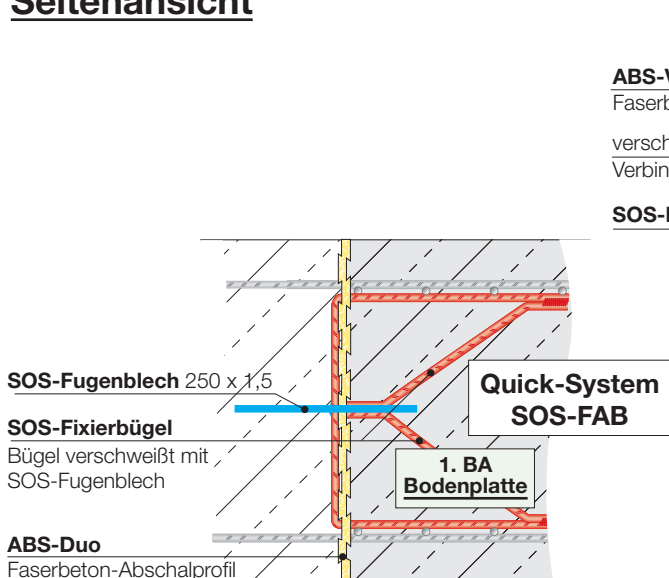 Seitenansicht
ABS-
Faserb
versch
Verbin
SOS-
SOS-Fugenblech 250 x 1,5
Quick-System
SOS-FAB
SOS-Fixierbügel
Bügel verschweißt mit
SOS-Fugenblech
1. BA
Bodenplatte
ABS-Duo
Faserbeton-Abschalprofil